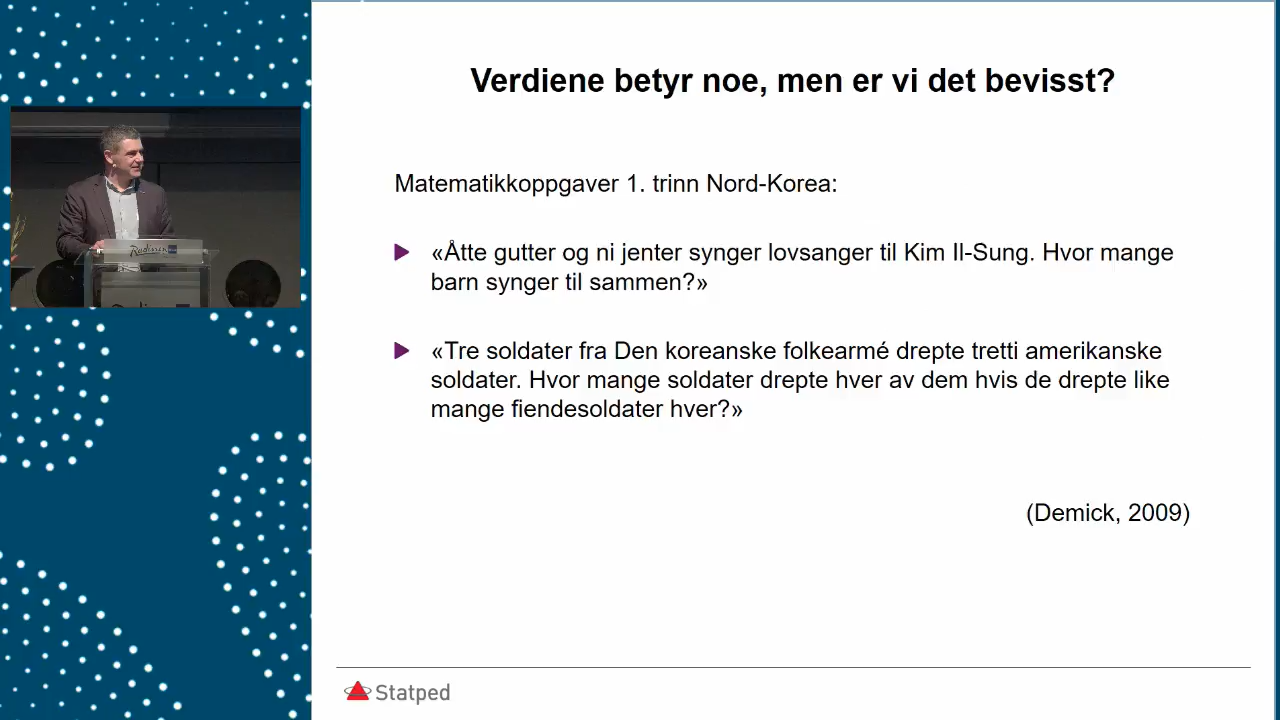 Verdiene betyr noe, men er vi det bevisst?
Matematikkoppgaver 1. trinn Nord-Korea:
«Åtte gutter og ni jenter synger lovsanger til Kim Il-Sung. Hvor mange
barn synger til sammen?»
«Tre soldater fra Den koreanske folkearmé drepte tretti amerikanske
soldater. Hvor mange soldater drepte hver av dem hvis de drepte like
mange fiendesoldater hver?»
(Demick, 2009)
Statped
Radisson